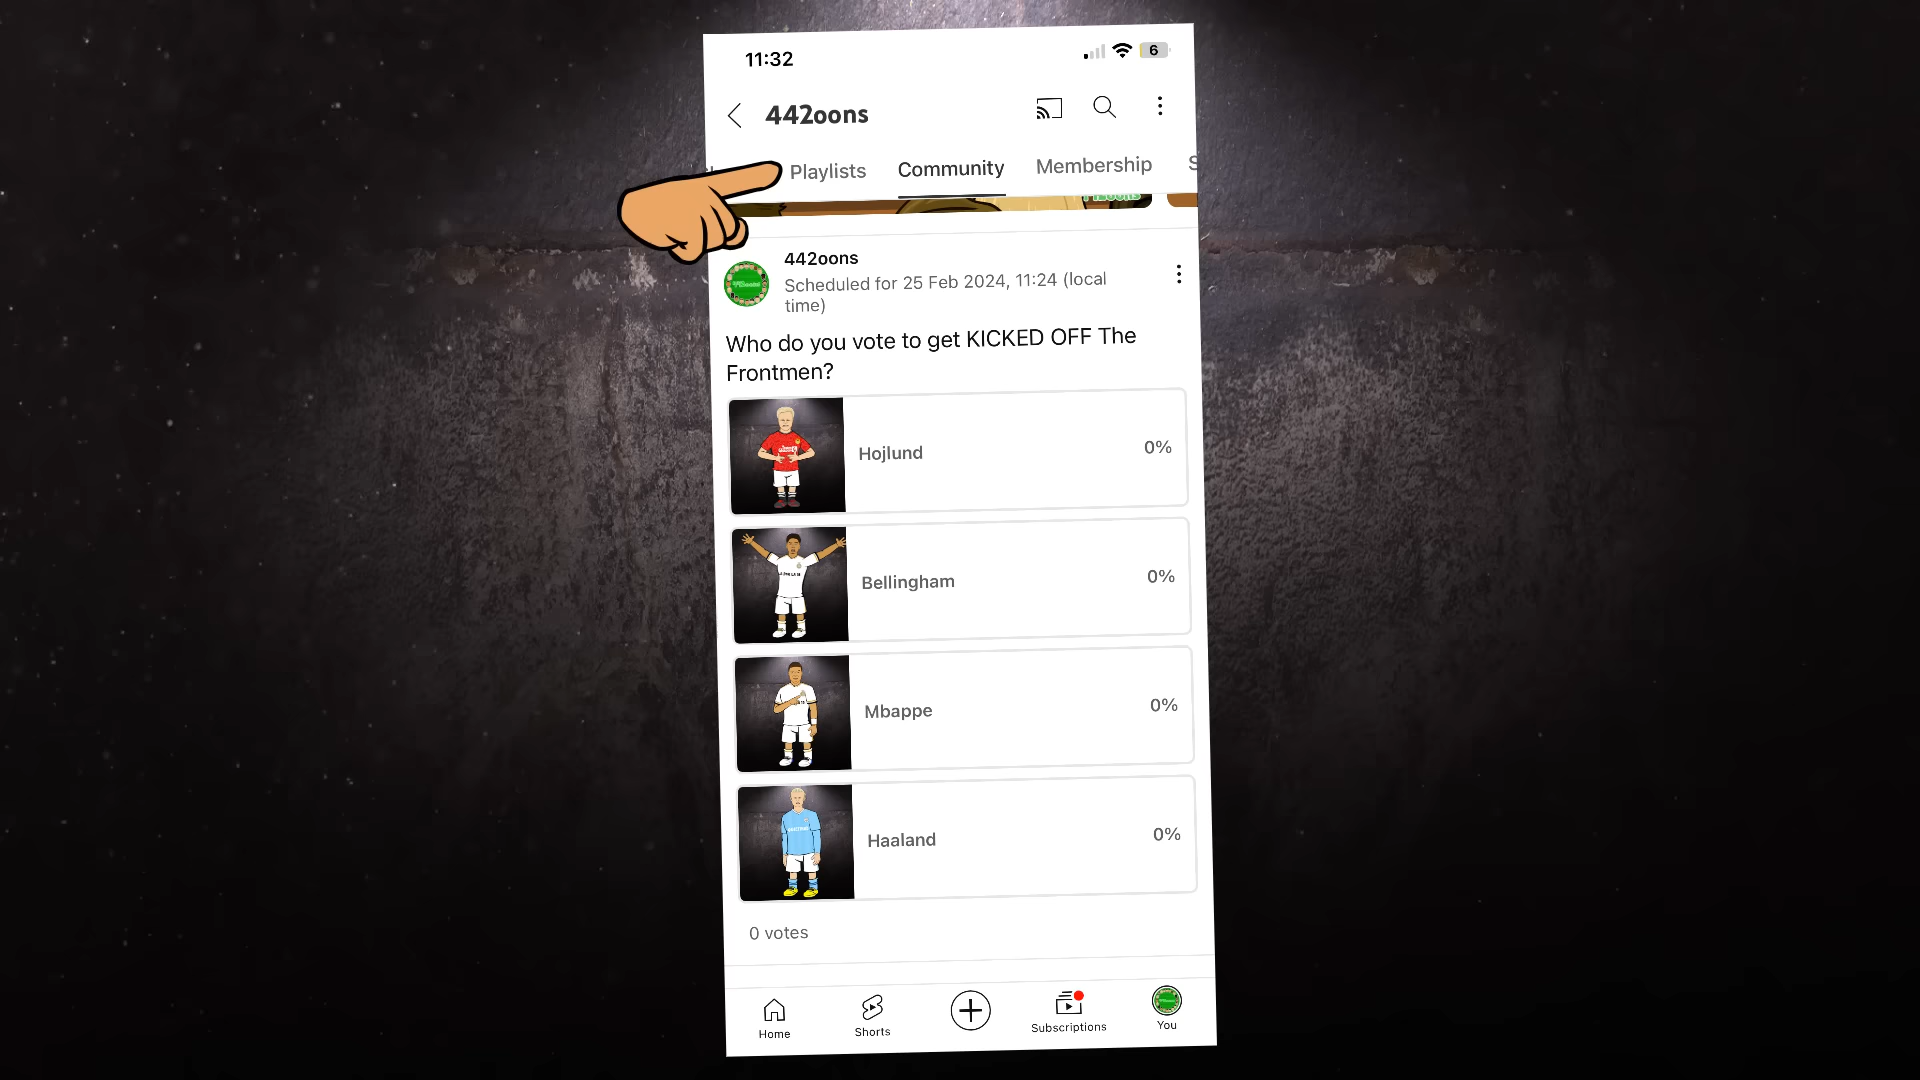 11:32
6
442oons
Playlists Community Membership S
442oons
Scheduled for 25 Feb 2024, 11:24 (local
time)
Who do you vote to get KICKED OFF The
Frontmen?
Hojlund 0%
Bellingham 0%
Mbappe 0%
Haaland 0%
0 votes
Home
Shorts
Subscriptions
You